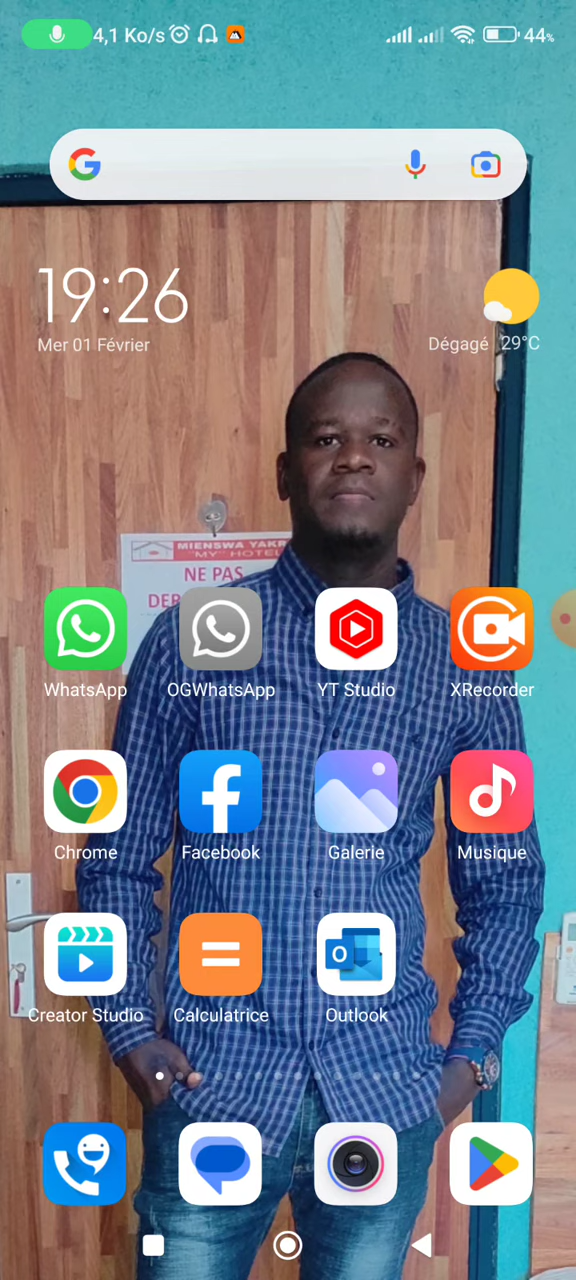 4,1 Ko/s 44%
19:26
Mer 01 Février
Dégagé 29°C
MIENSWA YAKR
"MY" HOTEL
NE PAS
DER
WhatsApp OGWhatsApp YT Studio XRecorder
Chrome Facebook Galerie Musique
Creator Studio Calculatrice Outlook